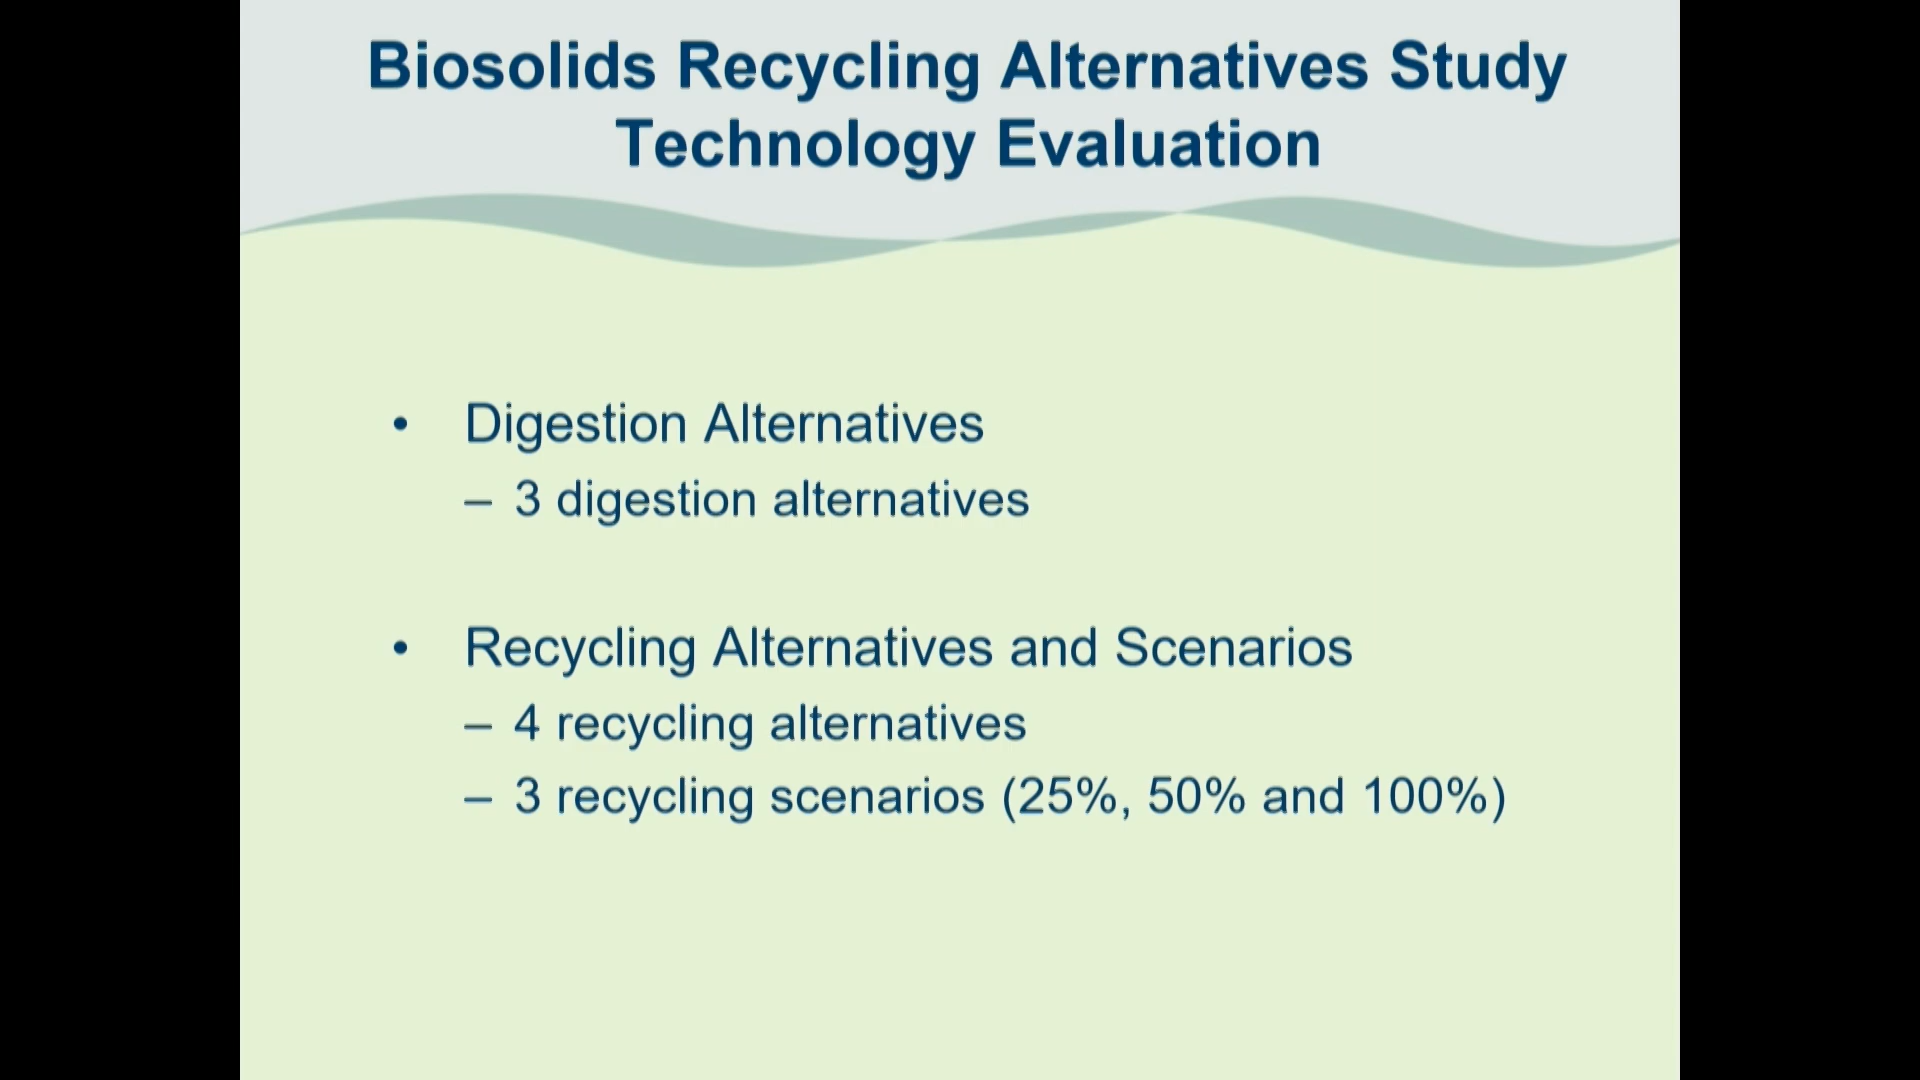 Biosolids Recycling Alternatives Study
Technology Evaluation
• Digestion Alternatives
– 3 digestion alternatives
• Recycling Alternatives and Scenarios
– 4 recycling alternatives
– 3 recycling scenarios (25%, 50% and 100%)